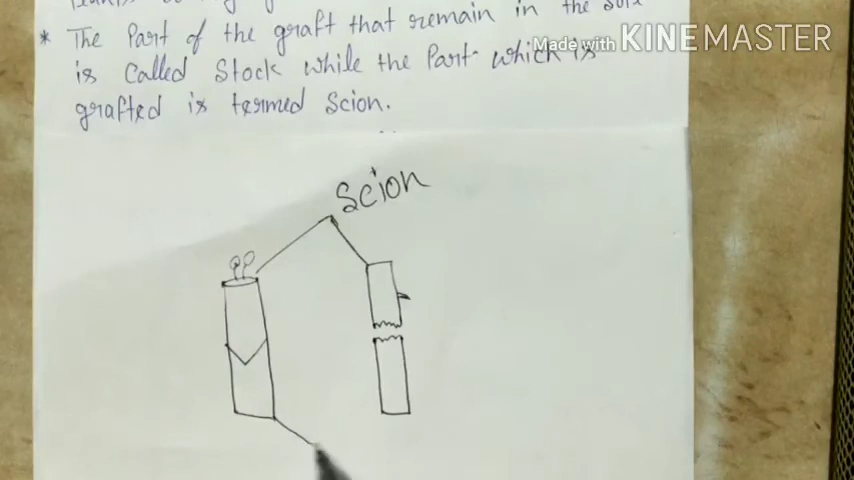 * The Part of the graft that remain in the soil
is Called Stock while the Part which is
grafted is termed Scion.
Made with KINEMASTER
Scion